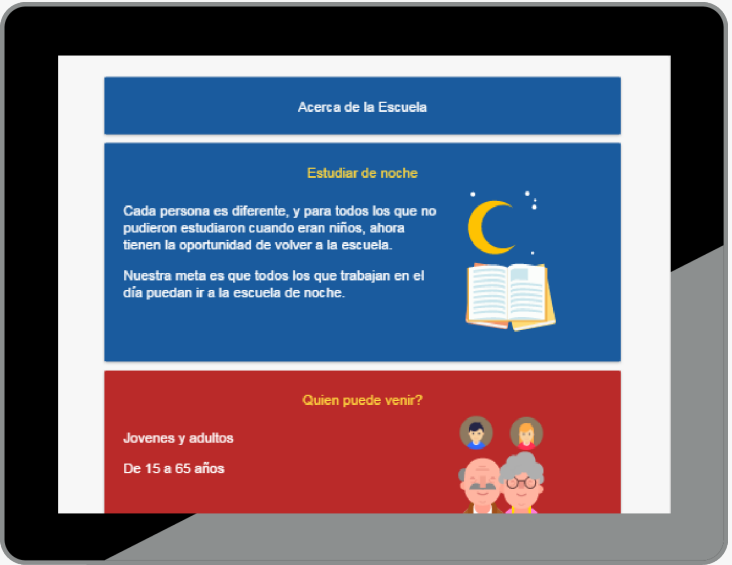 Acerca de la Escuela
Estudiar de noche
Cada persona es diferente, y para todos los que no
pudieron estudiaron cuando eran niños, ahora
tienen la oportunidad de volver a la escuela.
Nuestra meta es que todos los que trabajan en el
día puedan ir a la escuela de noche.
Quien puede venir?
Jovenes y adultos
De 15 a 65 años